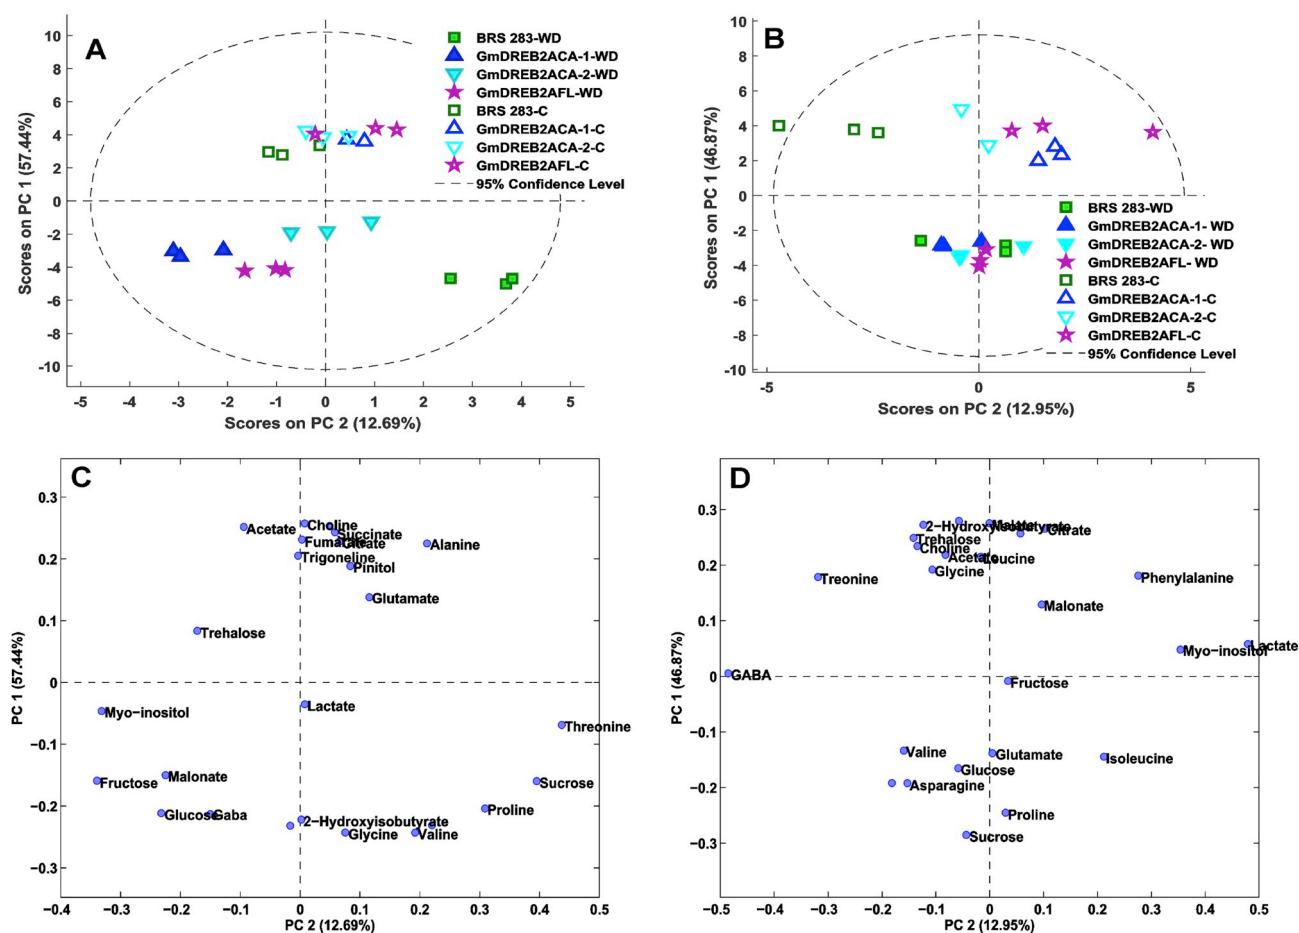 A
10
8
6
4
2
0
-2
-4
-6
-8
-10
Scores on PC 1 (57.44%)
-5
-4
-3
-2
-1
0
1
2
3
4
5
Scores on PC 2 (12.69%)
BRS 283-WD
GmDREB2ACA-1-WD
GmDREB2ACA-2-WD
GmDREB2AFL-WD
BRS 283-C
GmDREB2ACA-1-C
GmDREB2ACA-2-C
GmDREB2AFL-C
95% Confidence Level
B
10
8
6
4
2
0
-2
-4
-6
-8
-10
Scores on PC 1 (46.87%)
-5
0
5
Scores on PC 2 (12.95%)
BRS 283-WD
GmDREB2ACA-1- WD
GmDREB2ACA-2- WD
GmDREB2AFL- WD
BRS 283-C
GmDREB2ACA-1-C
GmDREB2ACA-2-C
GmDREB2AFL-C
95% Confidence Level
C
0.3
0.2
0.1
0
−0.1
−0.2
−0.3
PC 1 (57.44%)
Acetate
Choline
Succinate
Fumarate
Citrate
Alanine
Trigoneline
Pinitol
Glutamate
Trehalose
Myo−inositol
Lactate
Threonine
Fructose
Malonate
Sucrose
Glucose
Gaba
Proline
2−Hydroxyisobutyrate
Glycine
Valine
−0.4
−0.3
−0.2
−0.1
0
0.1
0.2
0.3
0.4
0.5
PC 2 (12.69%)
D
0.3
0.2
0.1
0
−0.1
−0.2
−0.3
PC 1 (46.87%)
2−Hydroxyisobutyrate
Malate
Citrate
Trehalose
Choline
Acetate
Leucine
Glycine
Treonine
Phenylalanine
Malonate
Myo−inositol
Lactate
GABA
Fructose
Valine
Glutamate
Isoleucine
Glucose
Asparagine
Proline
Sucrose
−0.5
−0.4
−0.3
−0.2
−0.1
0
0.1
0.2
0.3
0.4
0.5
PC 2 (12.95%)